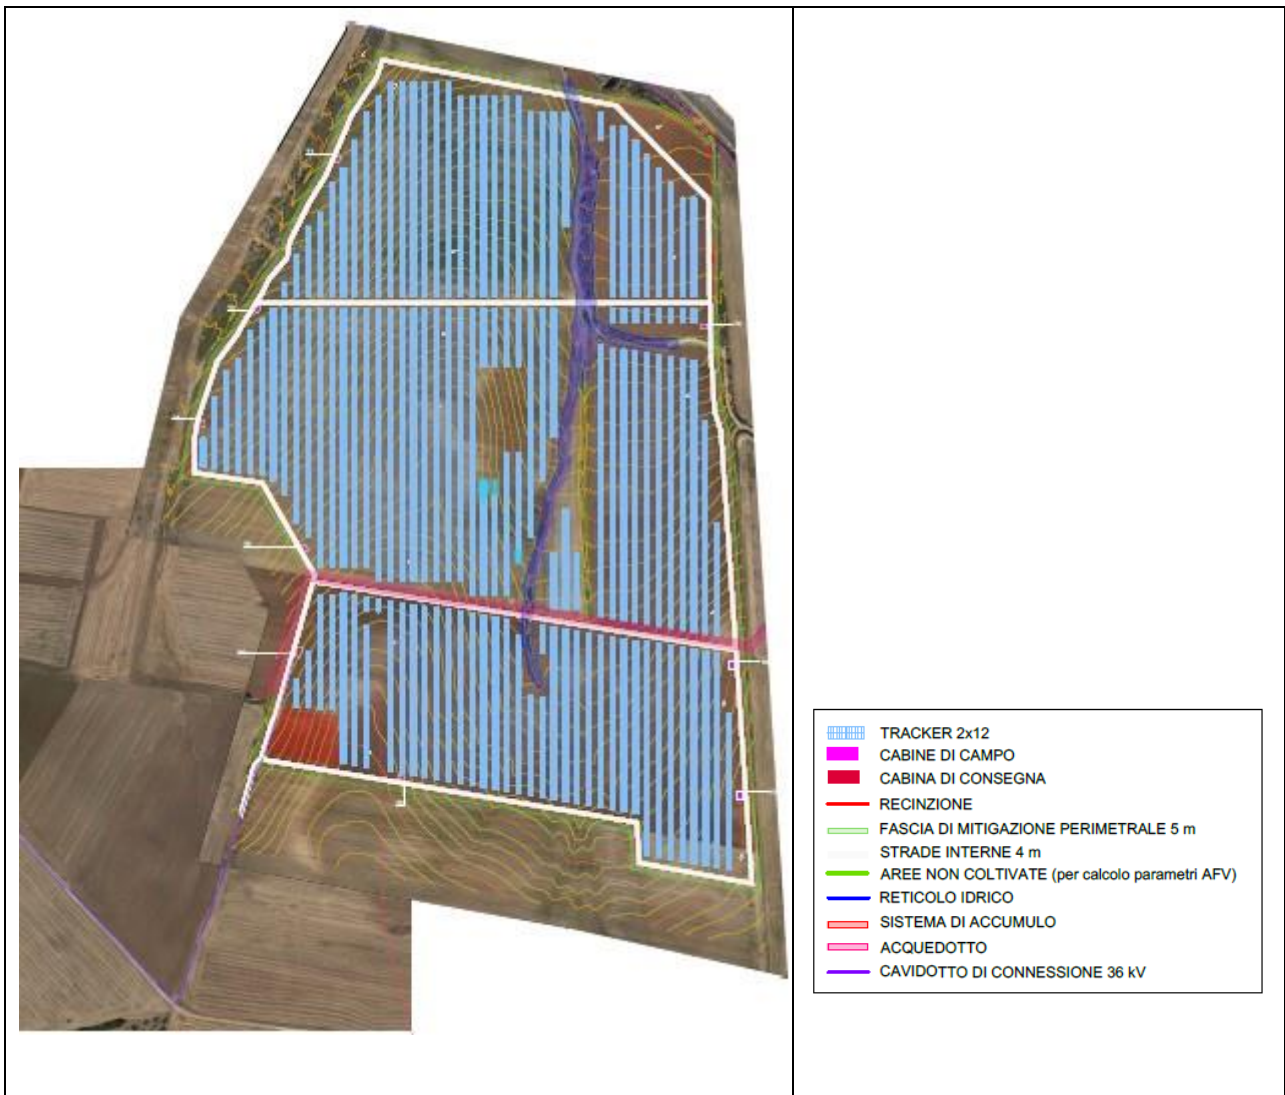 TRACKER 2x12
CABINE DI CAMPO
CABINA DI CONSEGNA
RECINZIONE
FASCIA DI MITIGAZIONE PERIMETRALE 5 m
STRADE INTERNE 4 m
AREE NON COLTIVATE (per calcolo parametri AFV)
RETICOLO IDRICO
SISTEMA DI ACCUMULO
ACQUEDOTTO
CAVIDOTTO DI CONNESSIONE 36 kV